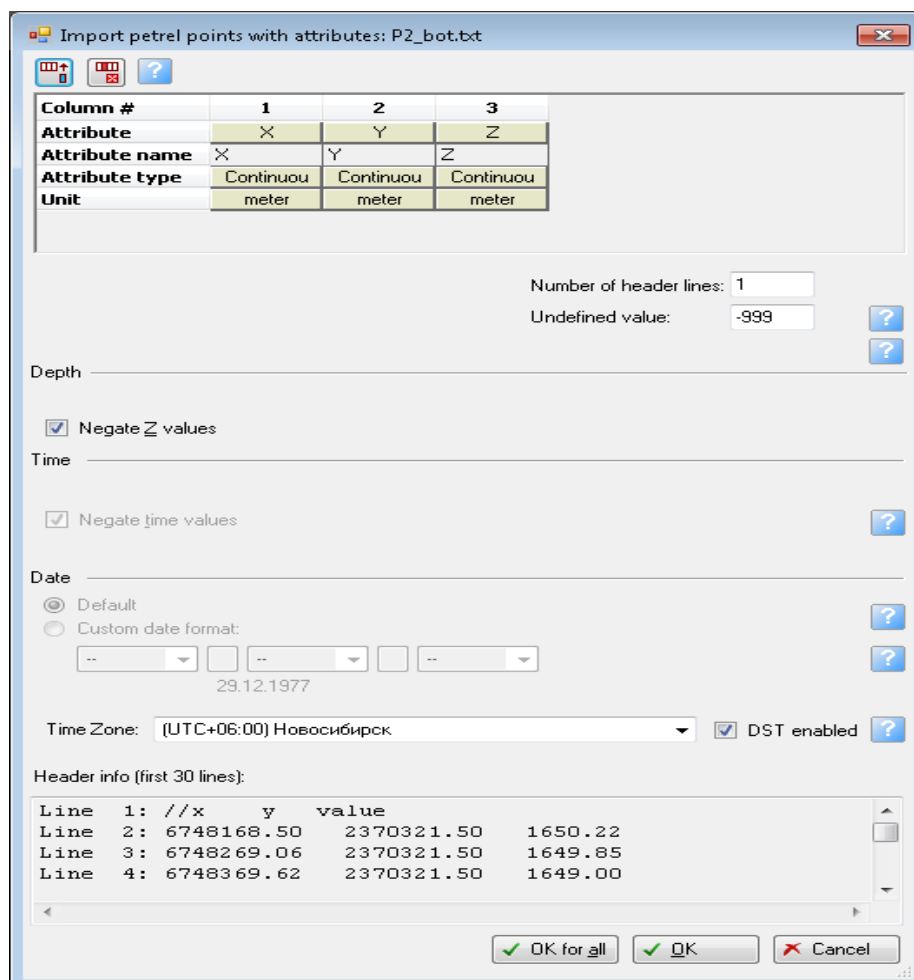 Import petrel points with attributes: P2_bot.txt
Column # 1 2 3
Attribute X Y Z
Attribute name X Y Z
Attribute type Continuou Continuou Continuou
Unit meter meter meter
Number of header lines: 1
Undefined value: -999
Depth
Negate Z values
Time
Negate time values
Date
Default
Custom date format:
-- -- --
29.12.1977
Time Zone: (UTC+06:00) Новосибирск DST enabled
Header info (first 30 lines):
Line 1: //x y value
Line 2: 6748168.50 2370321.50 1650.22
Line 3: 6748269.06 2370321.50 1649.85
Line 4: 6748369.62 2370321.50 1649.00
OK for all OK Cancel